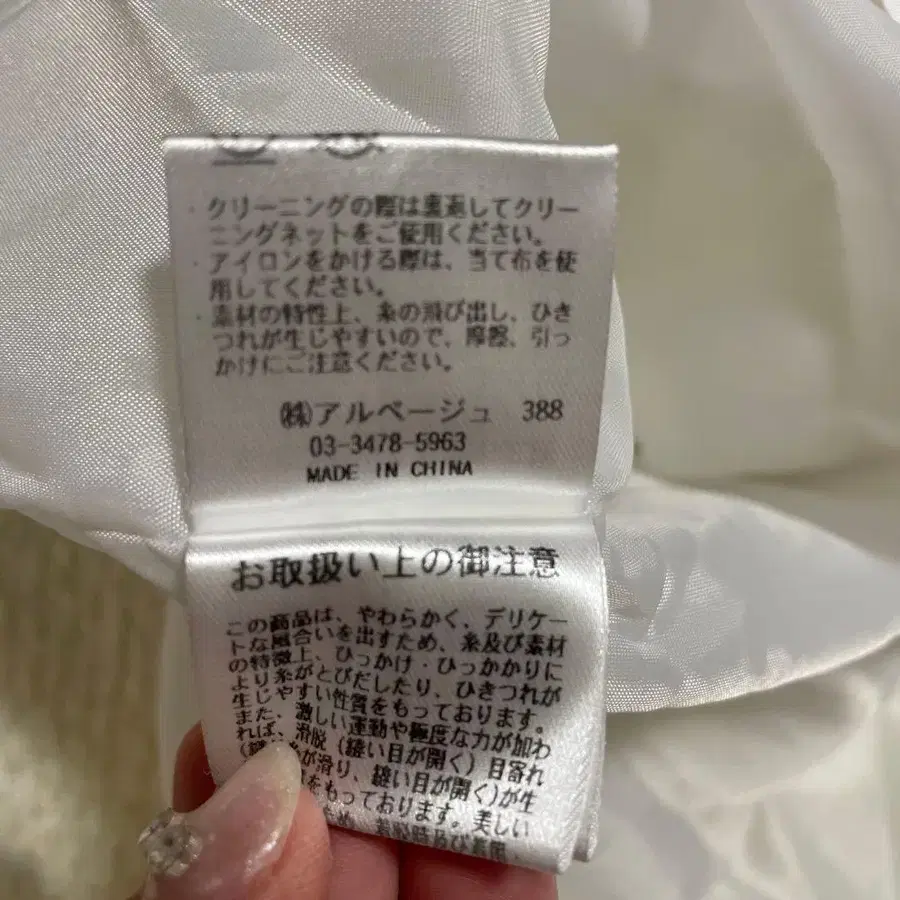 ・クリーニングの際は裏返してクリー
ニングネットをご使用ください。
・アイロンをかける際は、当て布を使
用してください。
・素材の特性上、糸の飛び出し、ひき
つれが生じやすいので、摩擦、引っ
かけにご注意ください。
㈱アルページュ 388
03-3478-5963
MADE IN CHINA
お取扱い上の御注意
この商品は、やわらかく、デリケー
トな風合いを出すため、糸及び素材
の特徴上、ひっかけ・ひっかかりに
より糸がとびだしたり、ひきつれが
生じやすい性質をもっております。
また、激しい運動や極度な力が加わ
れば、滑脱(縫い目が開く)目寄れ
(縫い糸が滑り、縫い目が開く)が生
をもっております。美しい
着取時及び着用・